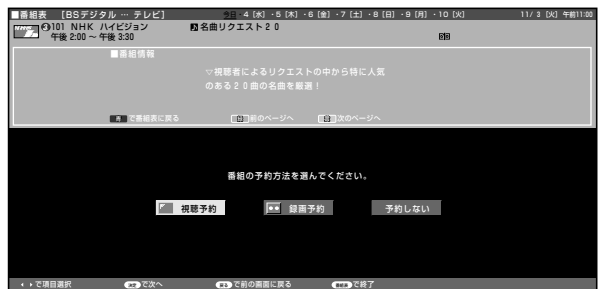 ■番組表 [BSデジタル … テレビ] 今日・4 [水]・5 [木]・6 [金]・7 [土]・8 [日]・9 [月]・10 [火] 11/ 3 [火] 午前11:00
101 NHK ハイビジョン 名曲リクエスト20
午後 2:00 ～ 午後 3:30
■番組情報
▽視聴者によるリクエストの中から特に人気
のある20曲の名曲を厳選！
青 で番組表に戻る 前のページへ 次のページへ
番組の予約方法を選んでください。
視聴予約 録画予約 予約しない
で項目選択 決定 で次へ 戻る で前の画面に戻る 番組表 で終了